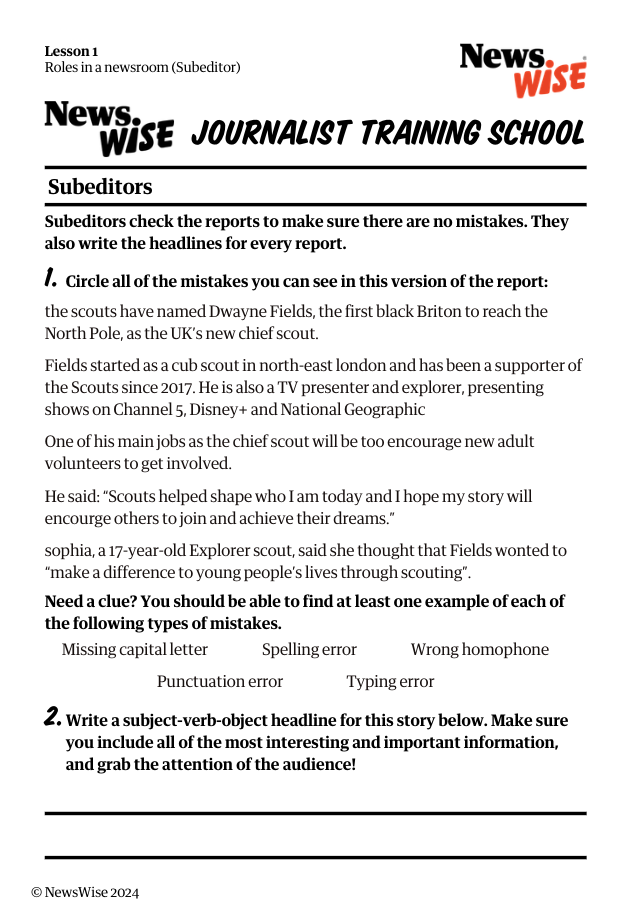 Lesson 1
Roles in a newsroom (Subeditor)
News.
WISE
News.
WISE JOURNALIST TRAINING SCHOOL
Subeditors
Subeditors check the reports to make sure there are no mistakes. They
also write the headlines for every report.
1. Circle all of the mistakes you can see in this version of the report:
the scouts have named Dwayne Fields, the first black Briton to reach the
North Pole, as the UK’s new chief scout.
Fields started as a cub scout in north-east london and has been a supporter of
the Scouts since 2017. He is also a TV presenter and explorer, presenting
shows on Channel 5, Disney+ and National Geographic
One of his main jobs as the chief scout will be too encourage new adult
volunteers to get involved.
He said: “Scouts helped shape who I am today and I hope my story will
encourge others to join and achieve their dreams.”
sophia, a 17-year-old Explorer scout, said she thought that Fields wonted to
“make a difference to young people’s lives through scouting”.
Need a clue? You should be able to find at least one example of each of
the following types of mistakes.
Missing capital letter Spelling error Wrong homophone
Punctuation error Typing error
2. Write a subject-verb-object headline for this story below. Make sure
you include all of the most interesting and important information,
and grab the attention of the audience!
© NewsWise 2024